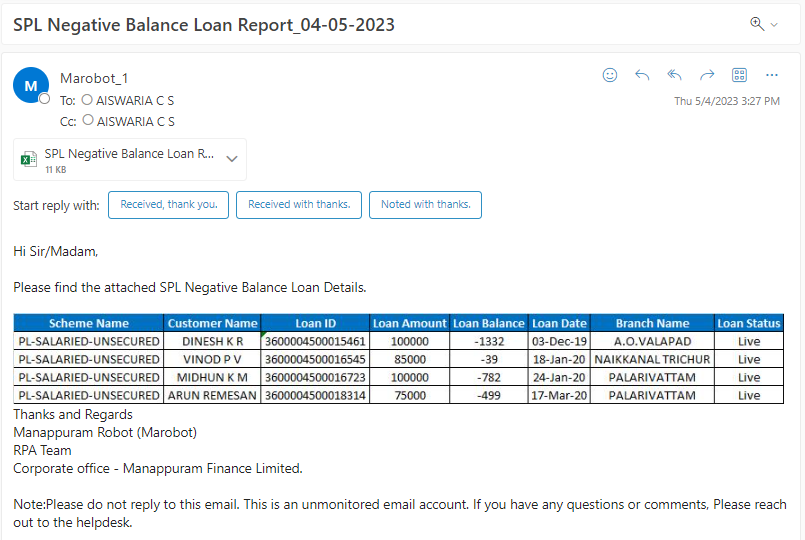 SPL Negative Balance Loan Report_04-05-2023
M
Marobot_1
To: AISWARIA C S
Cc: AISWARIA C S
Thu 5/4/2023 3:27 PM
SPL Negative Balance Loan R...
11 KB
Start reply with: Received, thank you. Received with thanks. Noted with thanks.
Hi Sir/Madam,
Please find the attached SPL Negative Balance Loan Details.
Scheme Name Customer Name Loan ID Loan Amount Loan Balance Loan Date Branch Name Loan Status
PL-SALARIED-UNSECURED DINESH K R 3600004500015461 100000 -1332 03-Dec-19 A.O.VALAPAD Live
PL-SALARIED-UNSECURED VINOD P V 3600004500016545 85000 -39 18-Jan-20 NAIKKANAL TRICHUR Live
PL-SALARIED-UNSECURED MIDHUN K M 3600004500016723 100000 -782 24-Jan-20 PALARIVATTAM Live
PL-SALARIED-UNSECURED ARUN REMESAN 3600004500018314 75000 -499 17-Mar-20 PALARIVATTAM Live
Thanks and Regards
Manappuram Robot (Marobot)
RPA Team
Corporate office - Manappuram Finance Limited.
Note:Please do not reply to this email. This is an unmonitored email account. If you have any questions or comments, Please reach
out to the helpdesk.